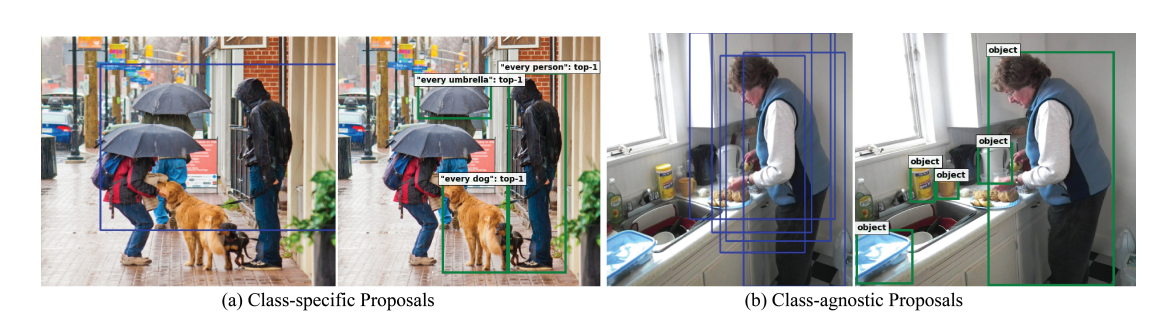 "every person": top-1
"every umbrella": top-1
"every dog": top-1
object
object
object
object
object
(a) Class-specific Proposals
(b) Class-agnostic Proposals